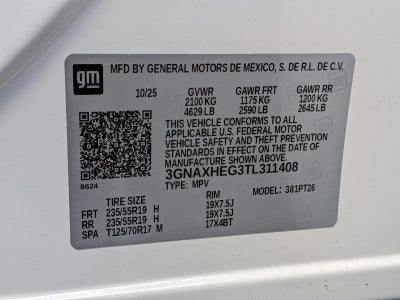 gm MFD BY GENERAL MOTORS DE MEXICO, S. DE R.L. DE C.V.
10/25 GVWR GAWR FRT GAWR RR
2100 KG 1175 KG 1200 KG
4629 LB 2590 LB 2645 LB
THIS VEHICLE CONFORMS TO ALL
APPLICABLE U.S. FEDERAL MOTOR
VEHICLE SAFETY AND THEFT PREVENTION
STANDARDS IN EFFECT ON THE DATE OF
MANUFACTURE SHOWN ABOVE.
3GNAXHEG3TL311408
8624 TYPE: MPV MODEL: 381PT26
TIRE SIZE RIM
FRT 235/55R19 H 19X7.5J
RR 235/55R19 H 19X7.5J
SPA T125/70R17 M 17X4BT